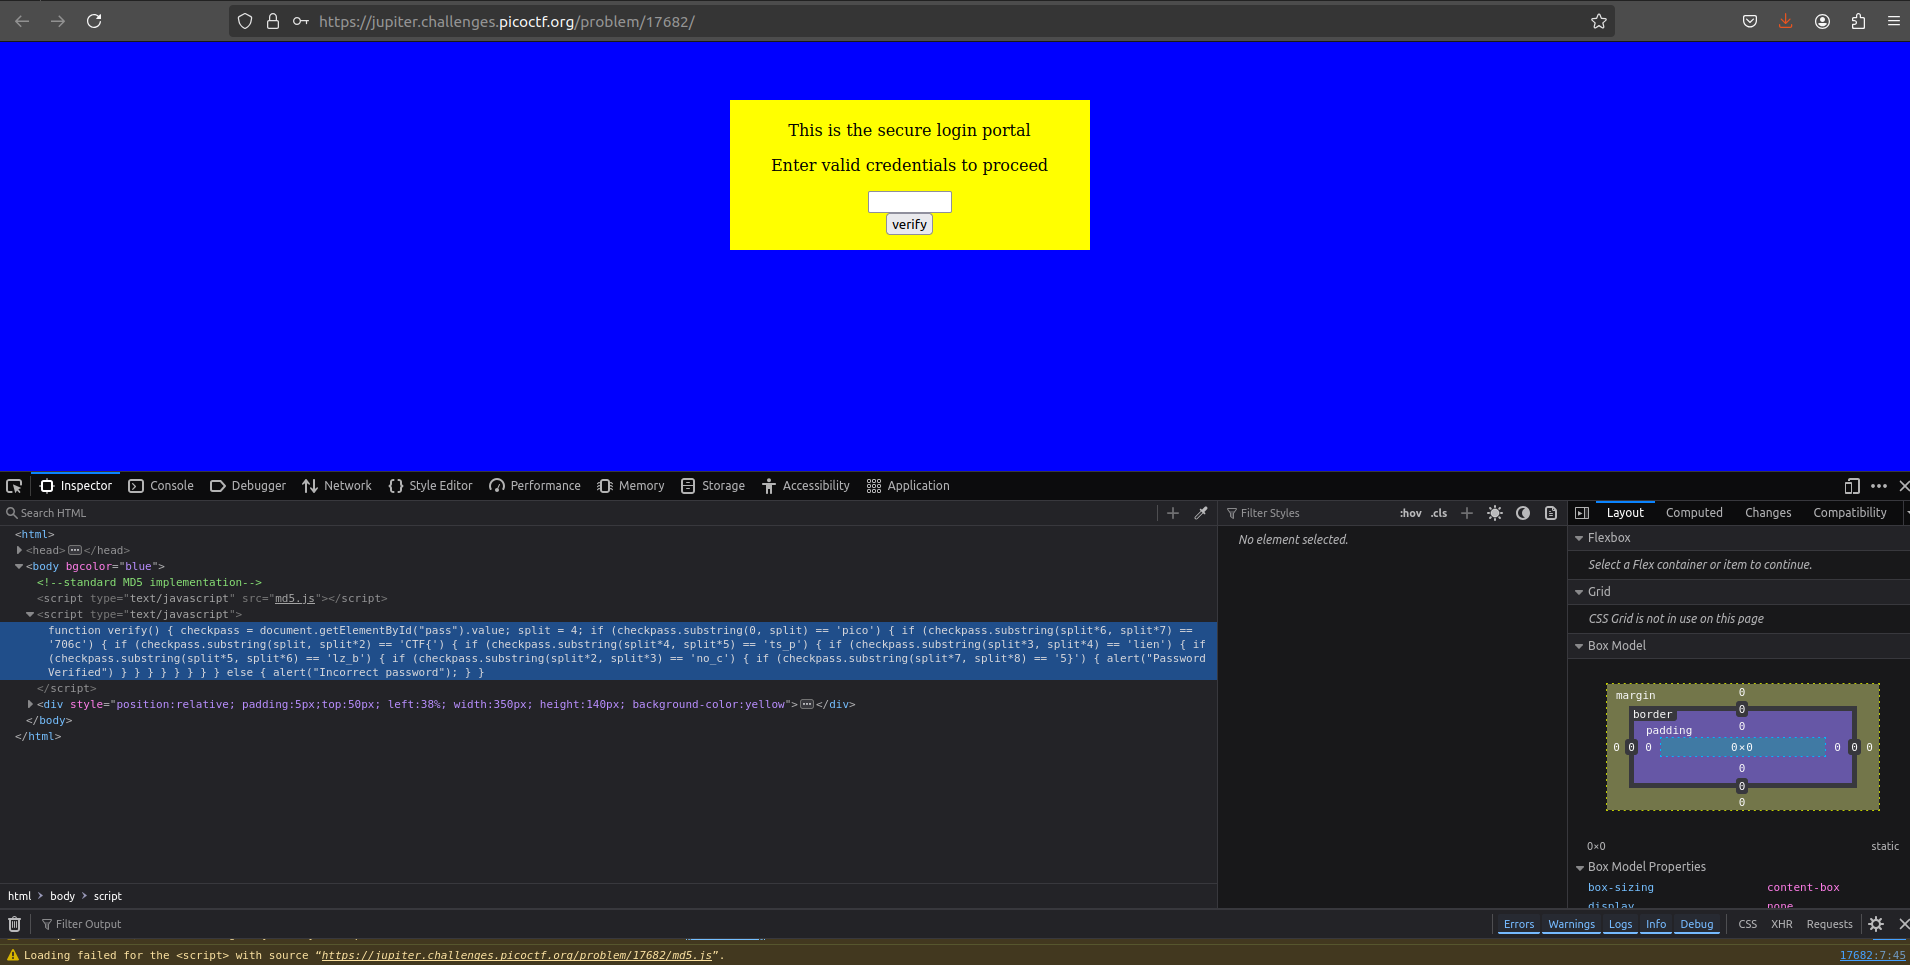 https://jupiter.challenges.picoctf.org/problem/17682/
This is the secure login portal
Enter valid credentials to proceed
verify
Inspector Console Debugger Network Style Editor Performance Memory Storage Accessibility Application
Search HTML
<html>
<head> </head>
<body bgcolor="blue">
<!--standard MD5 implementation-->
<script type="text/javascript" src="md5.js"></script>
<script type="text/javascript">
function verify() { checkpass = document.getElementById("pass").value; split = 4; if (checkpass.substring(0, split) == 'pico') { if (checkpass.substring(split*6, split*7) ==
'706c') { if (checkpass.substring(split, split*2) == 'CTF{') { if (checkpass.substring(split*4, split*5) == 'ts_p') { if (checkpass.substring(split*3, split*4) == 'lien') { if
(checkpass.substring(split*5, split*6) == 'lz_b') { if (checkpass.substring(split*2, split*3) == 'no_c') { if (checkpass.substring(split*7, split*8) == '5}') { alert("Password
Verified") } } } } } } } } else { alert("Incorrect password"); } }
</script>
<div style="position:relative; padding:5px;top:50px; left:38%; width:350px; height:140px; background-color:yellow"> </div>
</body>
</html>
html > body > script
Filter Styles :hov .cls
No element selected.
Layout Computed Changes Compatibility
Flexbox
Select a Flex container or item to continue.
Grid
CSS Grid is not in use on this page
Box Model
margin 0
border 0
padding 0
0 0 0 0×0 0 0 0
0
0
0
0×0 static
Box Model Properties
box-sizing content-box
display none
Filter Output Errors Warnings Logs Info Debug CSS XHR Requests
Loading failed for the <script> with source “https://jupiter.challenges.picoctf.org/problem/17682/md5.js”. 17682:7:45